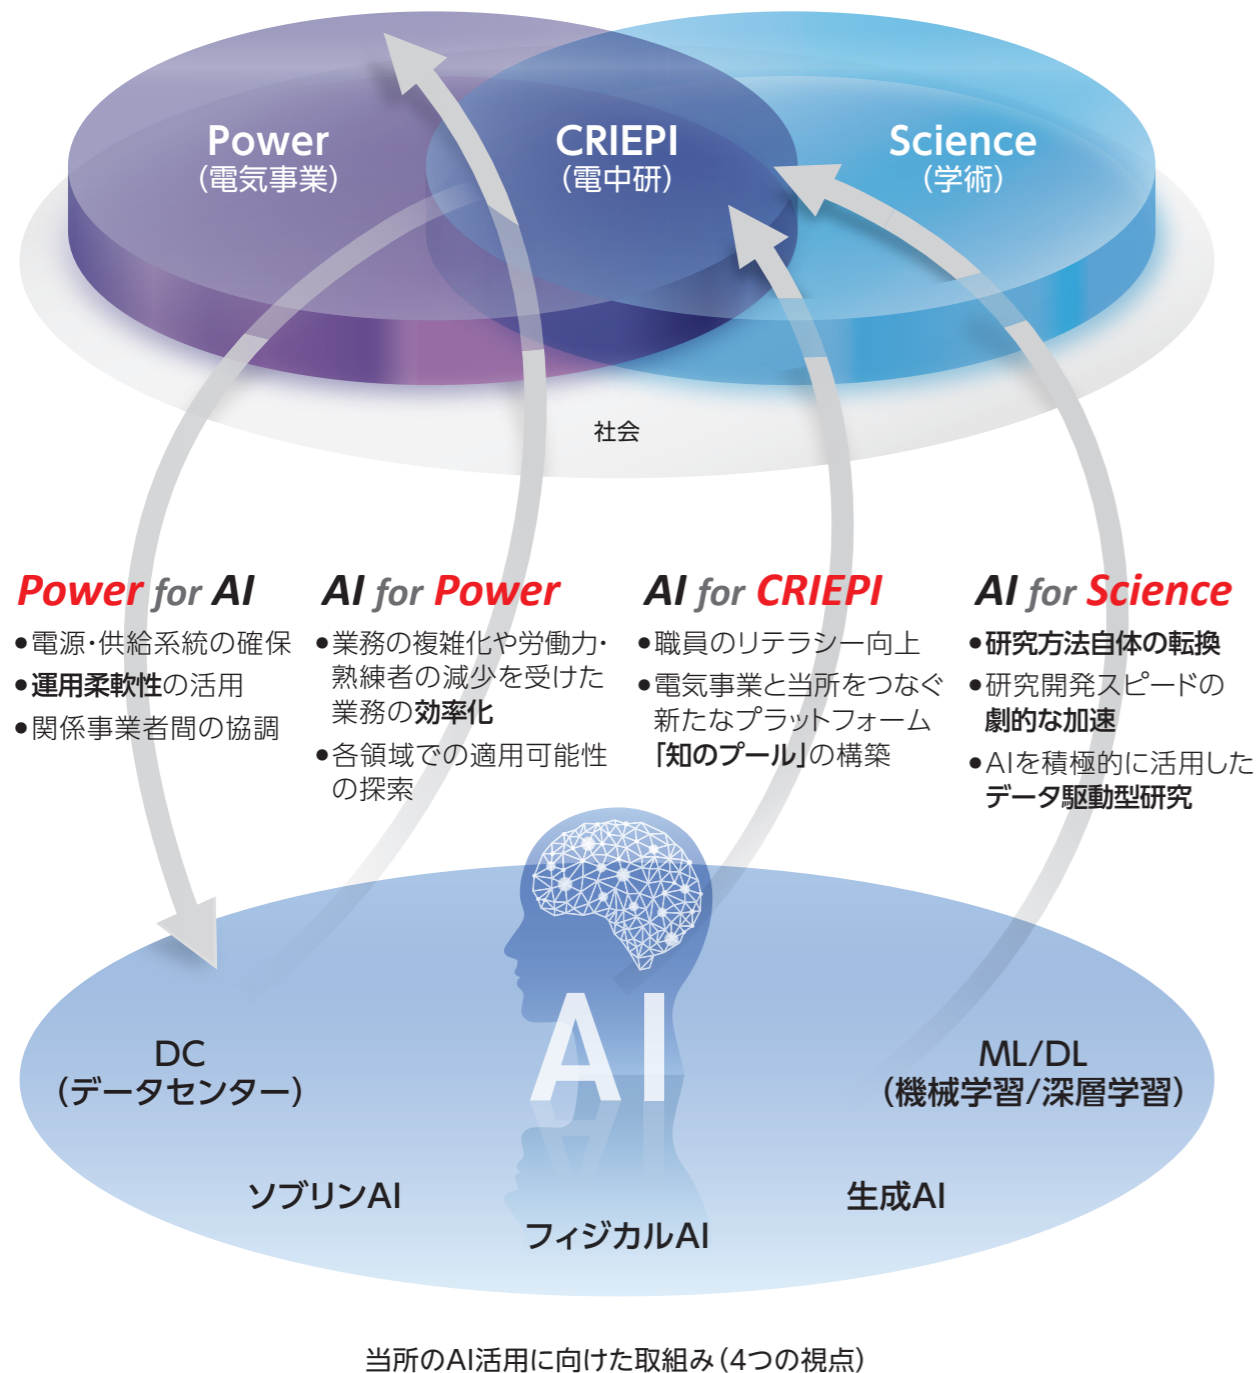 Power
（電気事業）
CRIEPI
（電中研）
Science
（学術）
社会
Power for AI
●電源・供給系統の確保
●運用柔軟性の活用
●関係事業者間の協調
AI for Power
●業務の複雑化や労働力・
熟練者の減少を受けた
業務の効率化
●各領域での適用可能性
の探索
AI for CRIEPI
●職員のリテラシー向上
●電気事業と当所をつなぐ
新たなプラットフォーム
「知のプール」の構築
AI for Science
●研究方法自体の転換
●研究開発スピードの
劇的な加速
●AIを積極的に活用した
データ駆動型研究
AI
DC
（データセンター）
ML/DL
（機械学習/深層学習）
ソブリンAI
生成AI
フィジカルAI
当所のAI活用に向けた取組み（4つの視点）